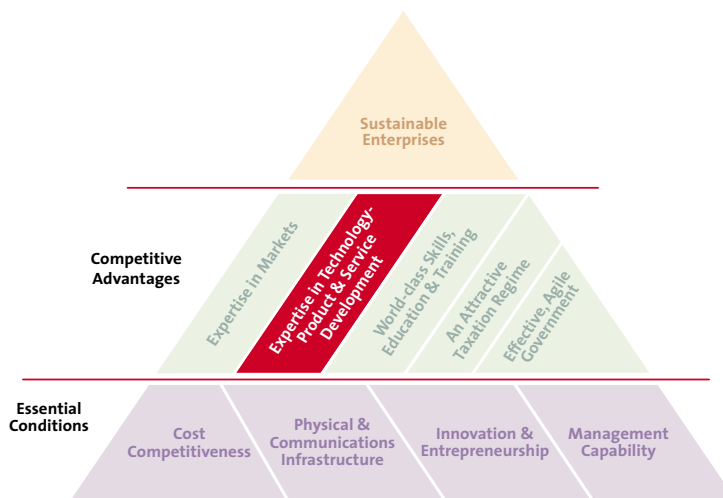 Sustainable
Enterprises
Competitive
Advantages
Expertise in Markets
Expertise in Technology-
Product & Service
Development
World-class Skills,
Education & Training
An Attractive
Taxation Regime
Effective, Agile
Government
Essential
Conditions
Cost
Competitiveness
Physical &
Communications
Infrastructure
Innovation &
Entrepreneurship
Management
Capability